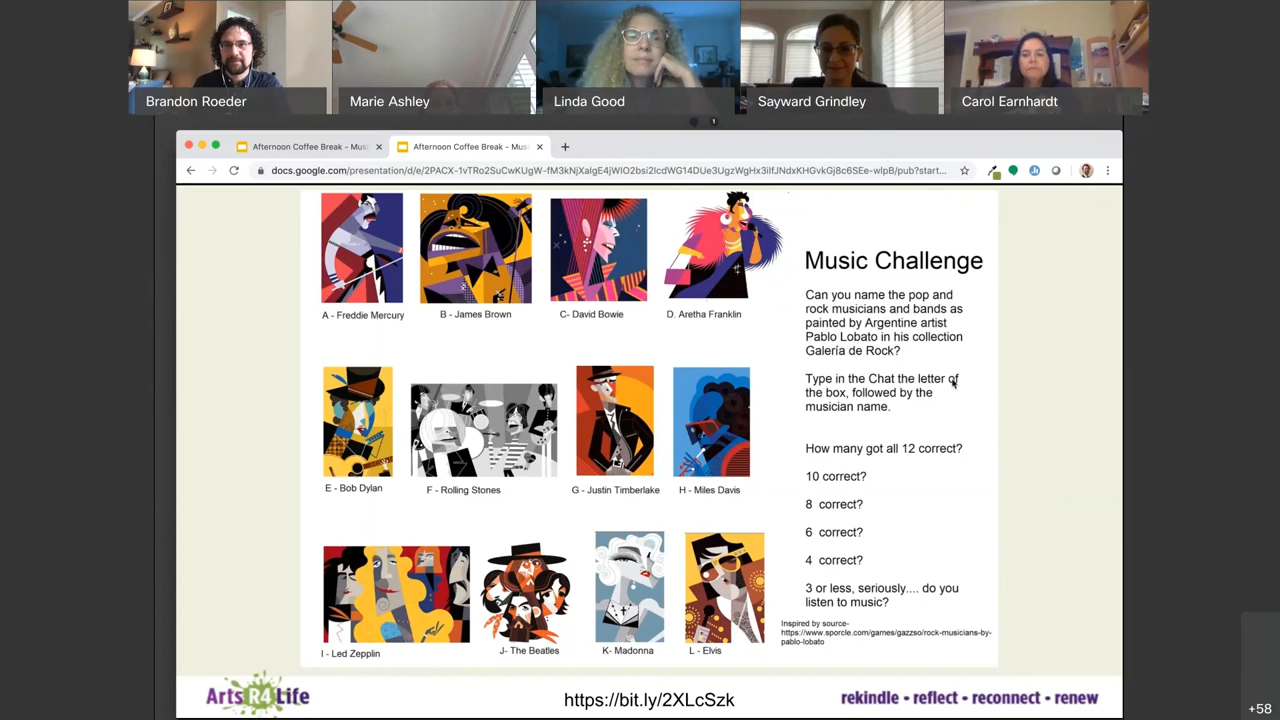 Brandon Roeder
Marie Ashley
Linda Good
Sayward Grindley
Carol Earnhardt
1
Afternoon Coffee Break - Musi
Afternoon Coffee Break - Musi
docs.google.com/presentation/d/e/2PACX-1vTRo2SuCwKUgW-fM3kNjXalgE4jWIO2bsi2lcdWG14DUe3UgzWgHx3iIfJNdxKHGvkGj8c6SEe-wlpB/pub?start...
A - Freddie Mercury
B - James Brown
C- David Bowie
D. Aretha Franklin
E - Bob Dylan
F - Rolling Stones
G - Justin Timberlake
H - Miles Davis
I - Led Zepplin
J- The Beatles
K- Madonna
L - Elvis
Music Challenge
Can you name the pop and
rock musicians and bands as
painted by Argentine artist
Pablo Lobato in his collection
Galería de Rock?
Type in the Chat the letter of
the box, followed by the
musician name.
How many got all 12 correct?
10 correct?
8 correct?
6 correct?
4 correct?
3 or less, seriously.... do you
listen to music?
Inspired by source-
https://www.sporcle.com/games/gazzso/rock-musicians-by-
pablo-lobato
Arts R4 Life
https://bit.ly/2XLcSzk
rekindle • reflect • reconnect • renew
+58